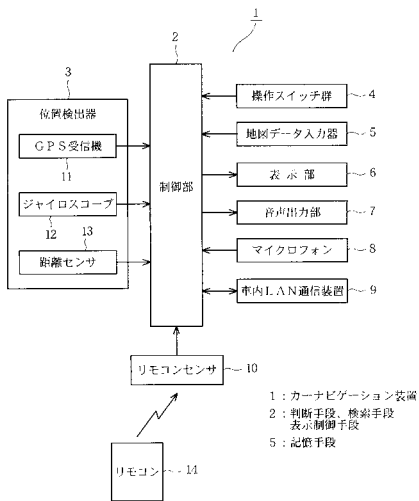 1
2
3
位置検出器
GPS受信機
11
ジャイロスコープ
12
13
距離センサ
制御部
操作スイッチ群
4
地図データ入力器
5
表示部
6
音声出力部
7
マイクロフォン
8
車内LAN通信装置
9
リモコンセンサ
10
リモコン
14
1:カーナビゲーション装置
2:判断手段、検索手段
表示制御手段
5:記憶手段